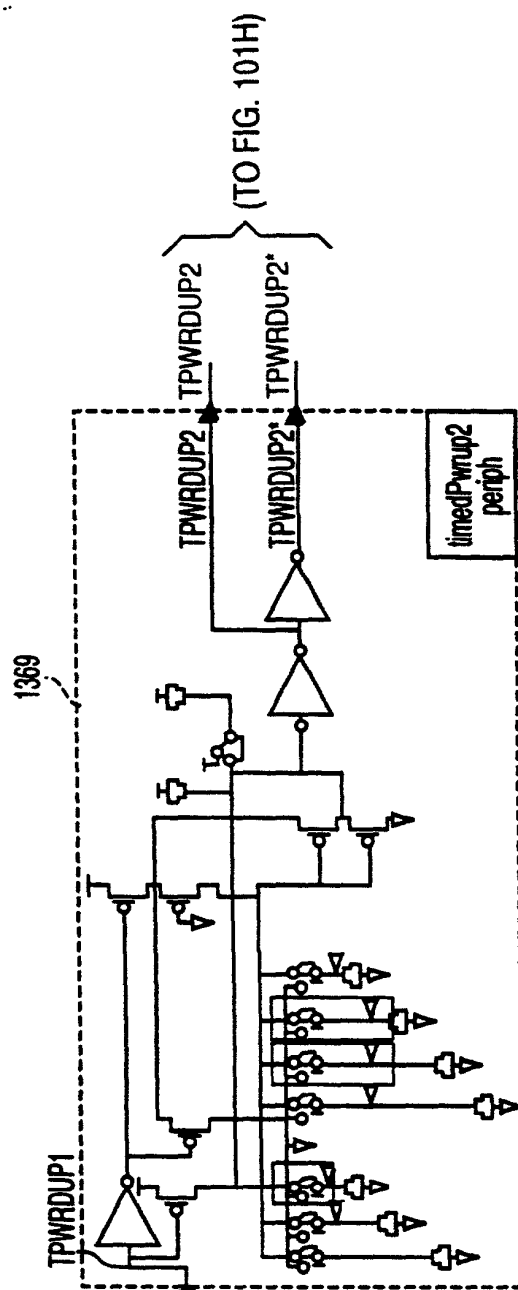 1369
TPWRDUP1
TPWRDUP2
TPWRDUP2
TPWRDUP2*
TPWRDUP2*
(TO FIG. 101H)
timedPwrup2
periph